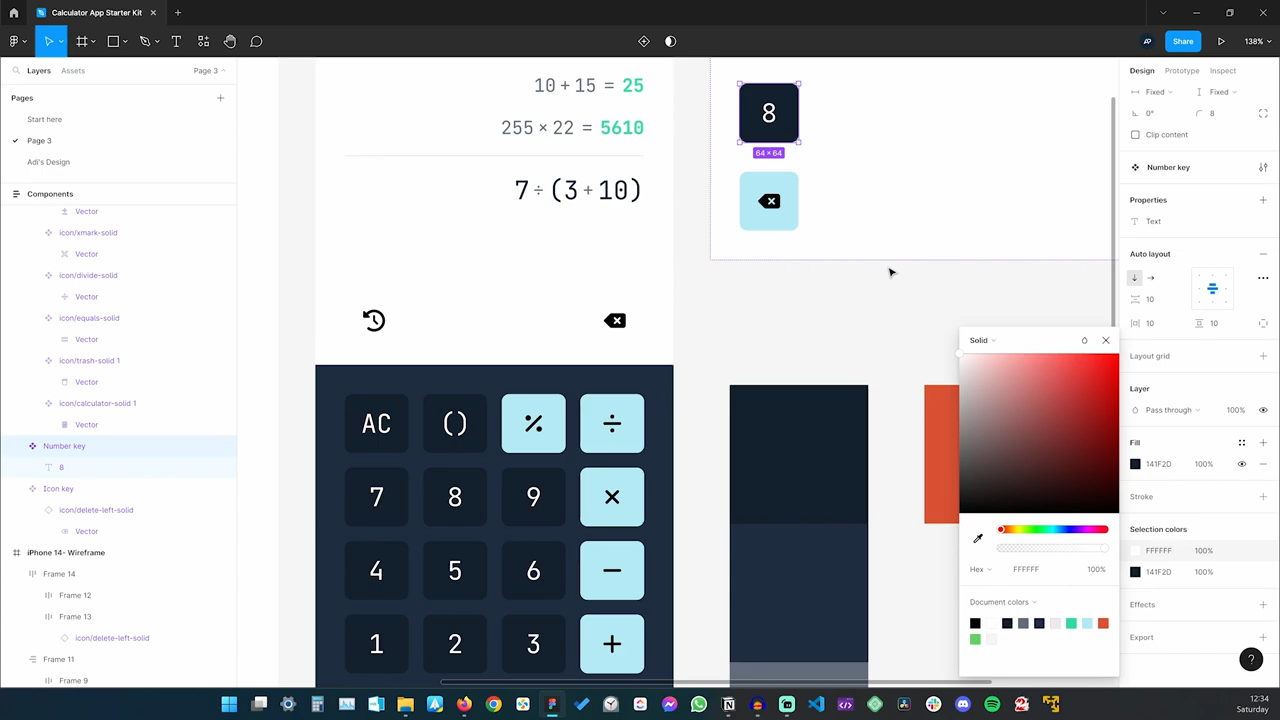 Calculator App Starter Kit
Share
138%
Layers
Assets
Page 3
Pages
Start here
Page 3
Adi's Design
Components
Vector
icon/xmark-solid
Vector
icon/divide-solid
Vector
icon/equals-solid
Vector
icon/trash-solid 1
Vector
icon/calculator-solid 1
Vector
Number key
8
Icon key
icon/delete-left-solid
Vector
iPhone 14- Wireframe
Frame 14
Frame 12
Frame 13
icon/delete-left-solid
Frame 11
Frame 9
10 + 15 = 25
255 × 22 = 5610
7 ÷ (3 + 10)
AC () % ÷
7 8 9 ×
4 5 6 −
1 2 3 +
8
64 × 64
Solid
Hex FFFFFF 100%
Document colors
Design Prototype Inspect
Fixed Fixed
0° 8
Clip content
Number key
Properties
Text
Auto layout
10
10 10
Layout grid
Layer
Pass through 100%
Fill
141F2D 100%
Stroke
Selection colors
FFFFFF 100%
141F2D 100%
Effects
Export
?
12:34
Saturday